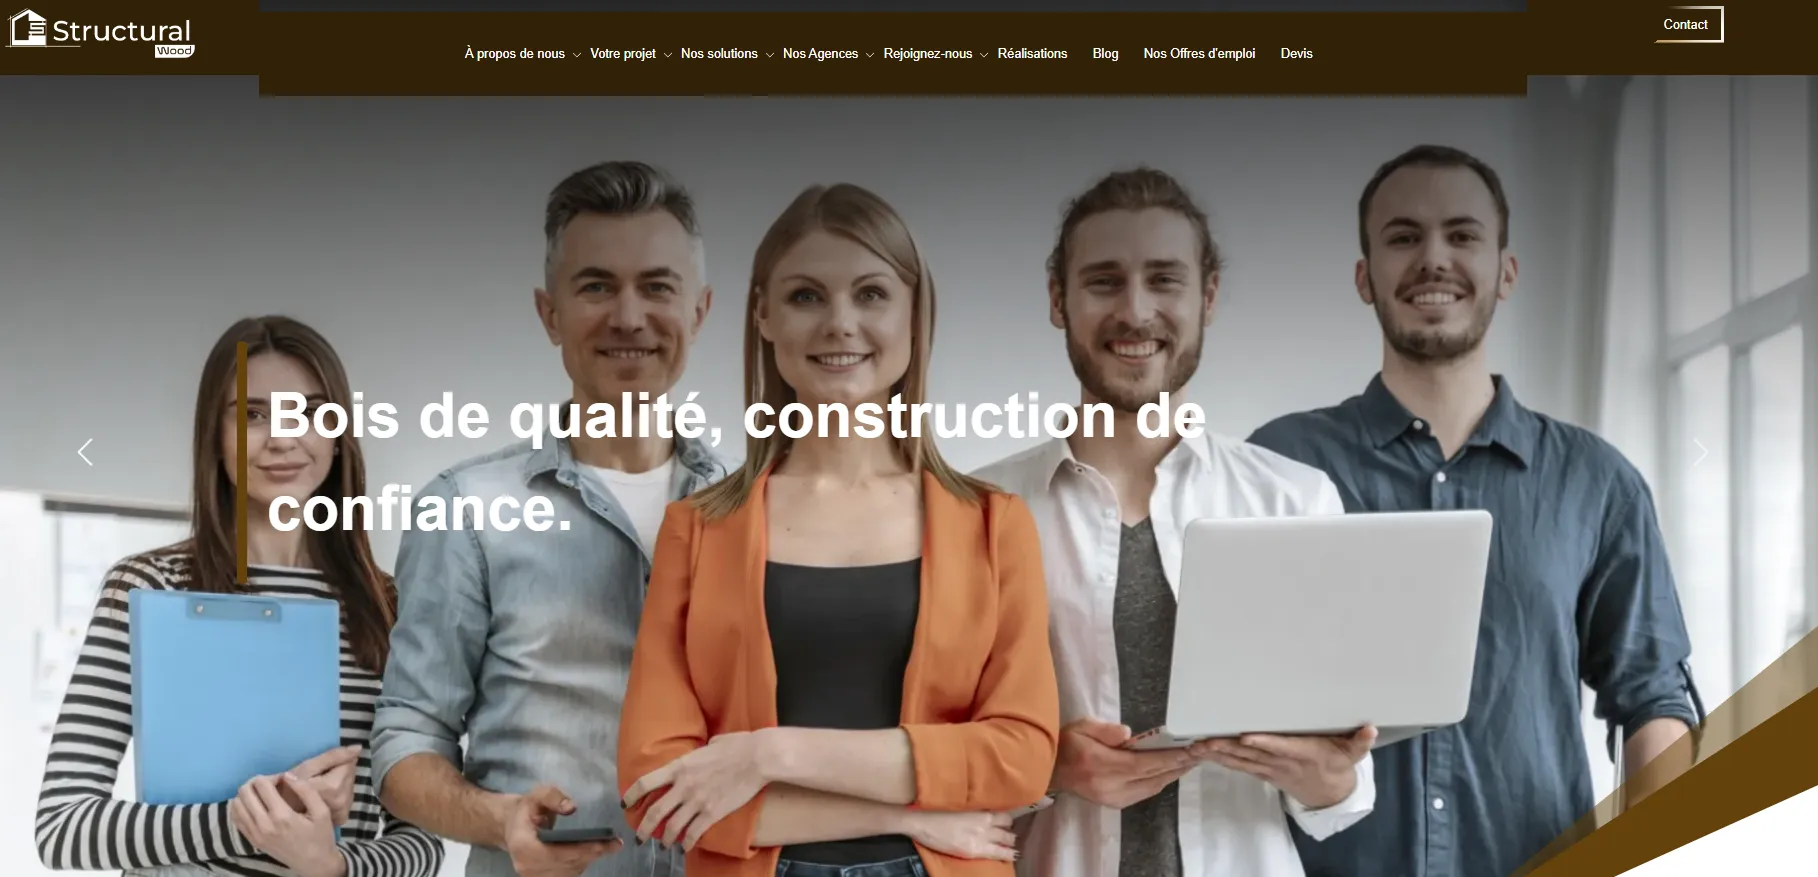 Structural
Wood
À propos de nous
Votre projet
Nos solutions
Nos Agences
Rejoignez-nous
Réalisations
Blog
Nos Offres d'emploi
Devis
Contact
Bois de qualité, construction de
confiance.